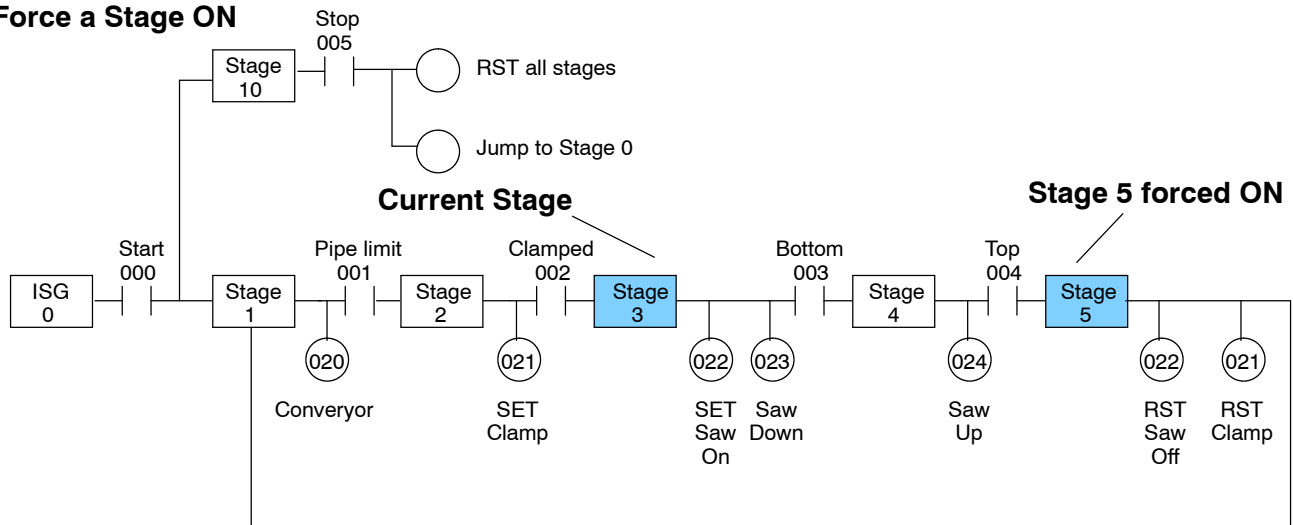 Force a Stage ON
Stop
005
Stage
10
RST all stages
Jump to Stage 0
Current Stage
Stage 5 forced ON
Start
000
Pipe limit
001
Clamped
002
Bottom
003
Top
004
ISG
0
Stage
1
Stage
2
Stage
3
Stage
4
Stage
5
020
021
022
023
024
022
021
Converyor
SET
Clamp
SET
Saw
On
Saw
Down
Saw
Up
RST
Saw
Off
RST
Clamp